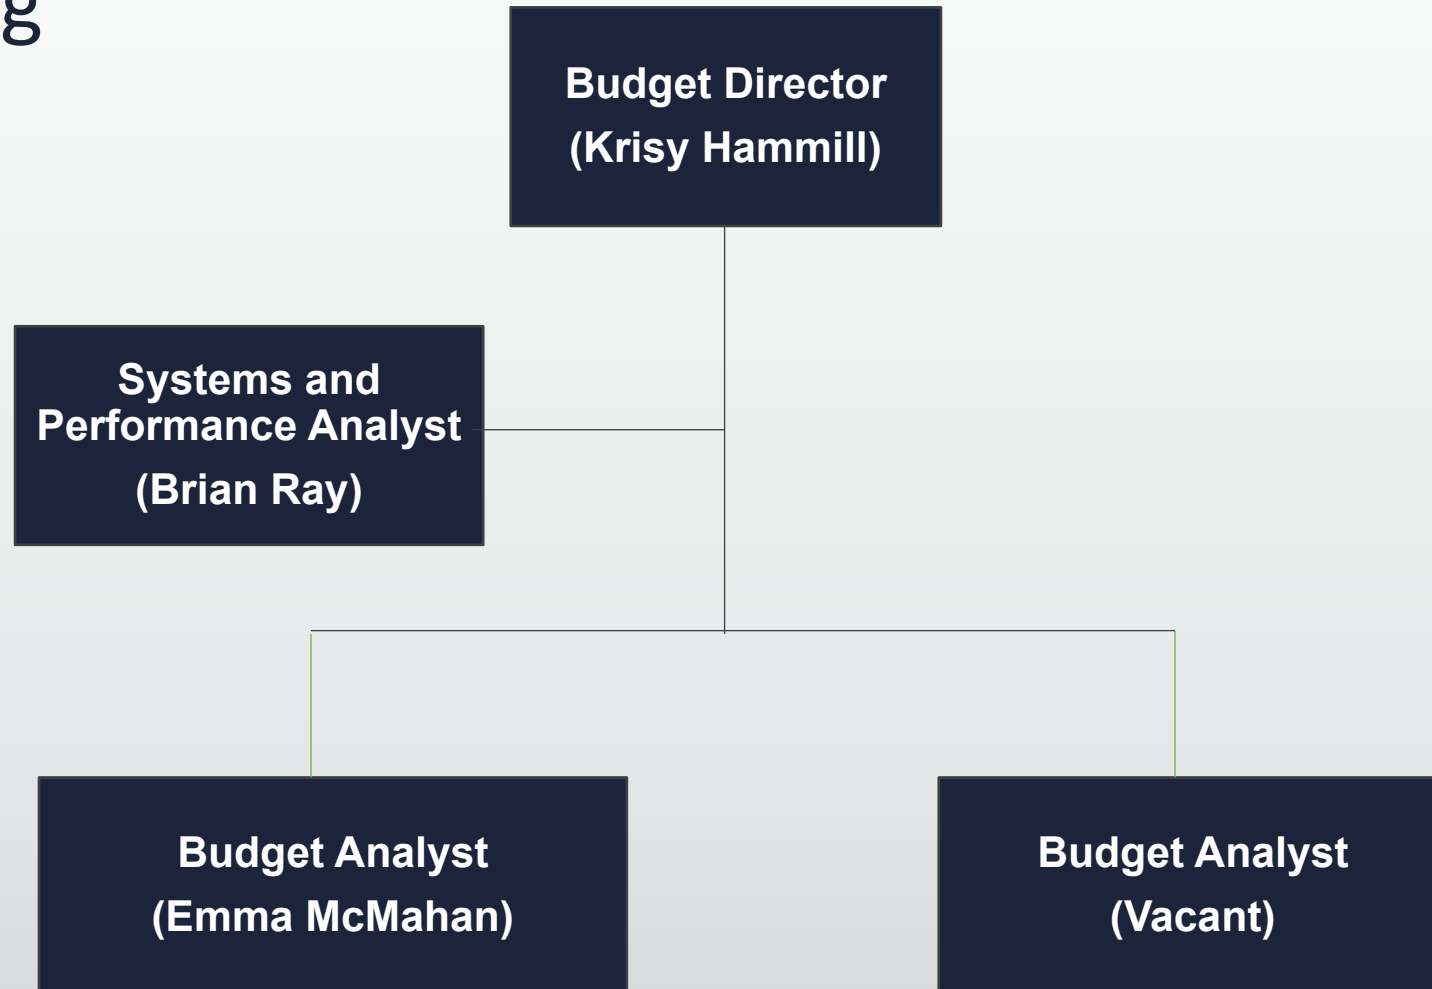 g
Budget Director
(Krisy Hammill)
Systems and
Performance Analyst
(Brian Ray)
Budget Analyst
(Emma McMahan)
Budget Analyst
(Vacant)